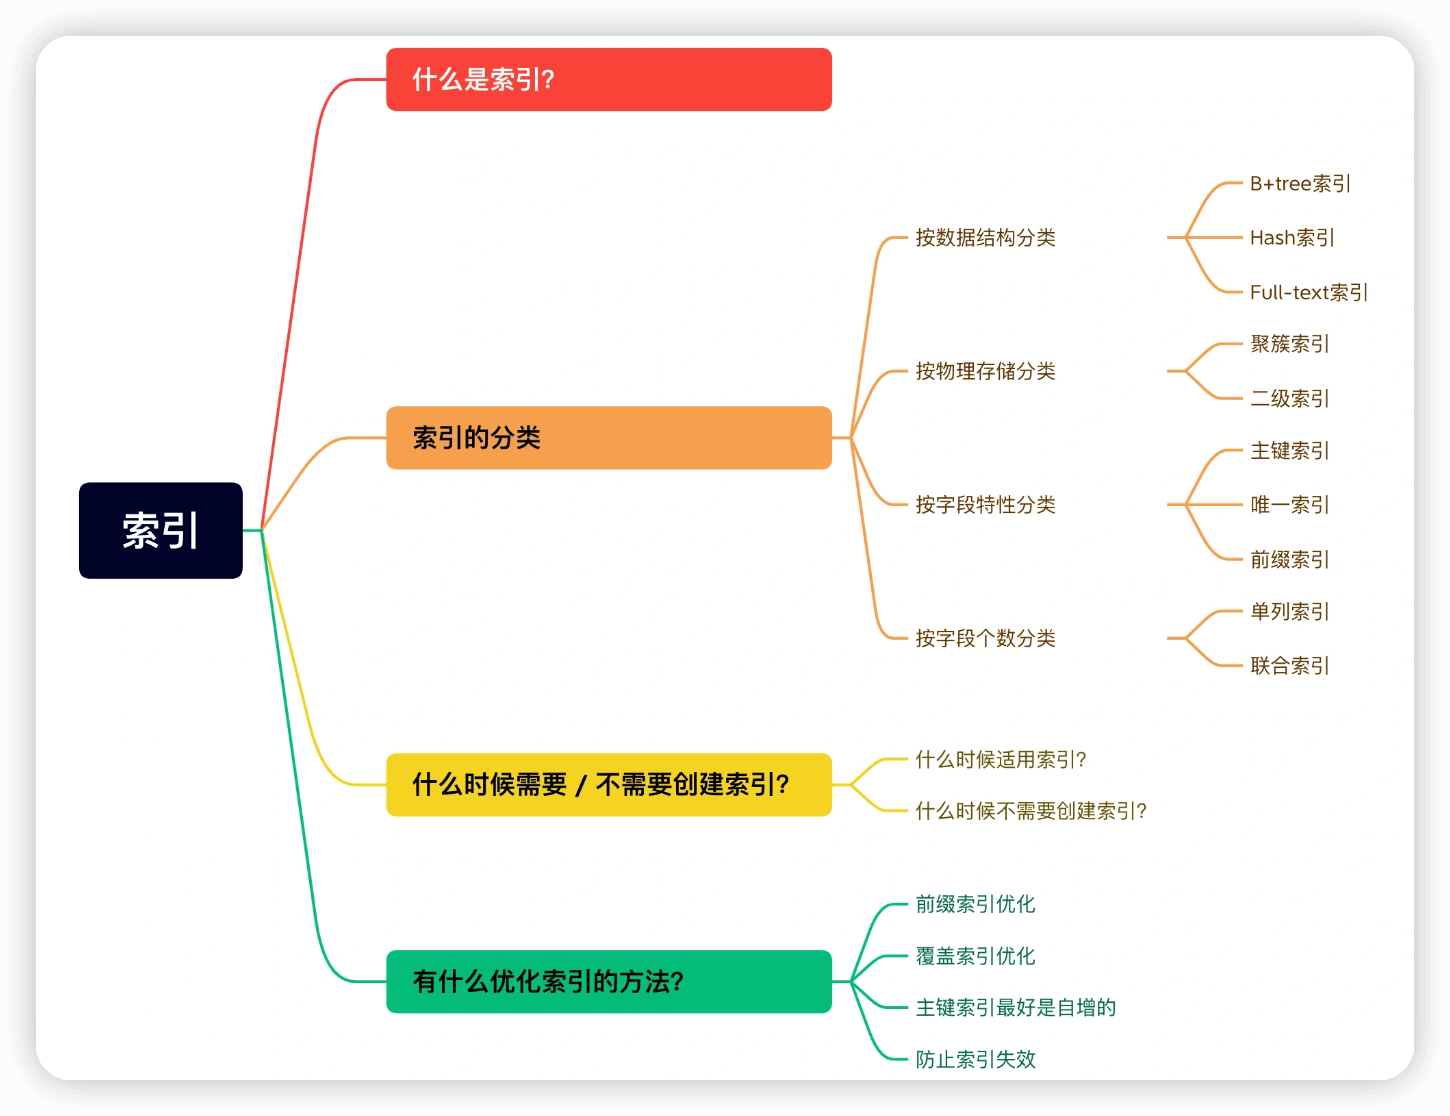 索引
什么是索引?
索引的分类
按数据结构分类
B+tree索引
Hash索引
Full-text索引
按物理存储分类
聚簇索引
二级索引
按字段特性分类
主键索引
唯一索引
前缀索引
按字段个数分类
单列索引
联合索引
什么时候需要 / 不需要创建索引?
什么时候适用索引?
什么时候不需要创建索引?
有什么优化索引的方法?
前缀索引优化
覆盖索引优化
主键索引最好是自增的
防止索引失效